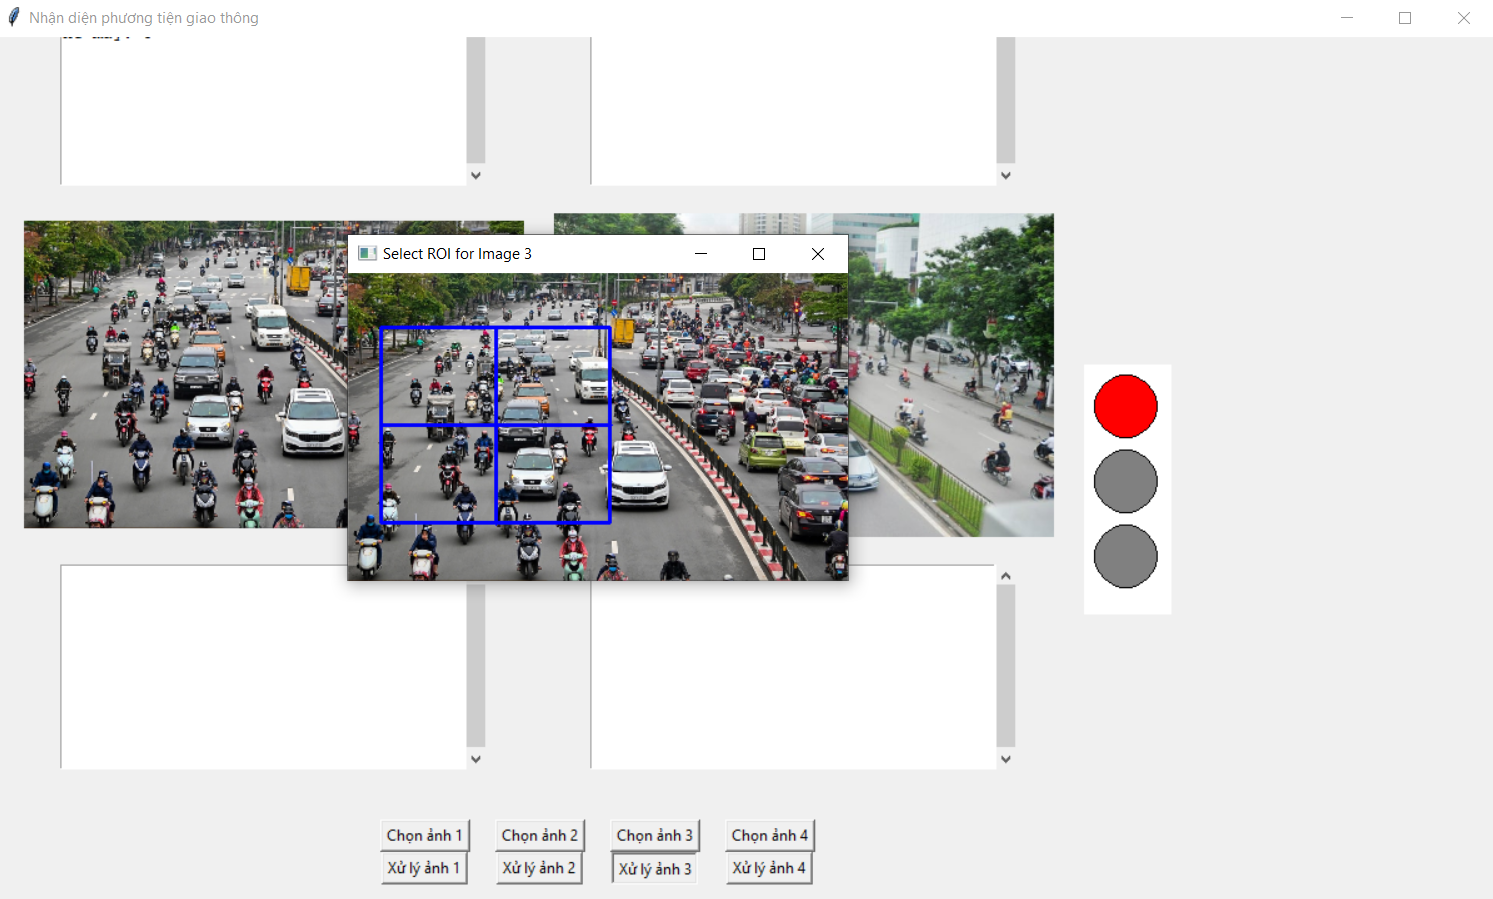 Nhận diện phương tiện giao thông
Select ROI for Image 3
Chọn ảnh 1
Chọn ảnh 2
Chọn ảnh 3
Chọn ảnh 4
Xử lý ảnh 1
Xử lý ảnh 2
Xử lý ảnh 3
Xử lý ảnh 4